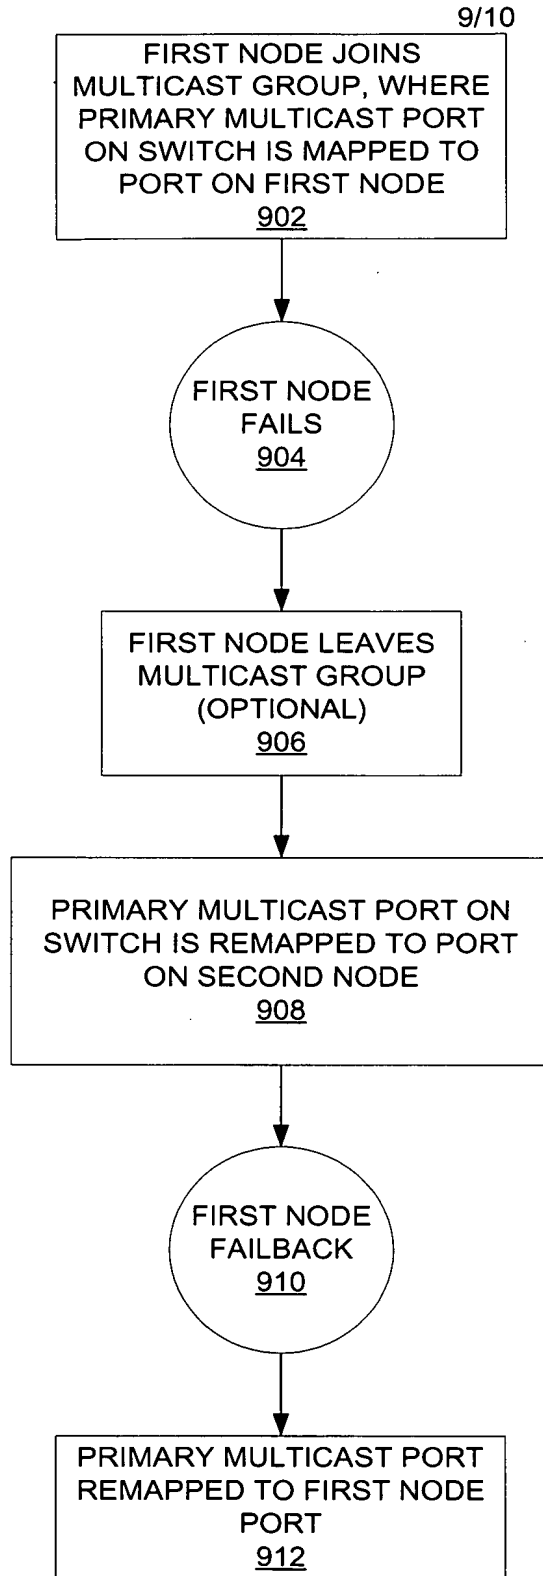 9/10
FIRST NODE JOINS
MULTICAST GROUP, WHERE
PRIMARY MULTICAST PORT
ON SWITCH IS MAPPED TO
PORT ON FIRST NODE
902
FIRST NODE
FAILS
904
FIRST NODE LEAVES
MULTICAST GROUP
(OPTIONAL)
906
PRIMARY MULTICAST PORT ON
SWITCH IS REMAPPED TO PORT
ON SECOND NODE
908
FIRST NODE
FAILBACK
910
PRIMARY MULTICAST PORT
REMAPPED TO FIRST NODE
PORT
912